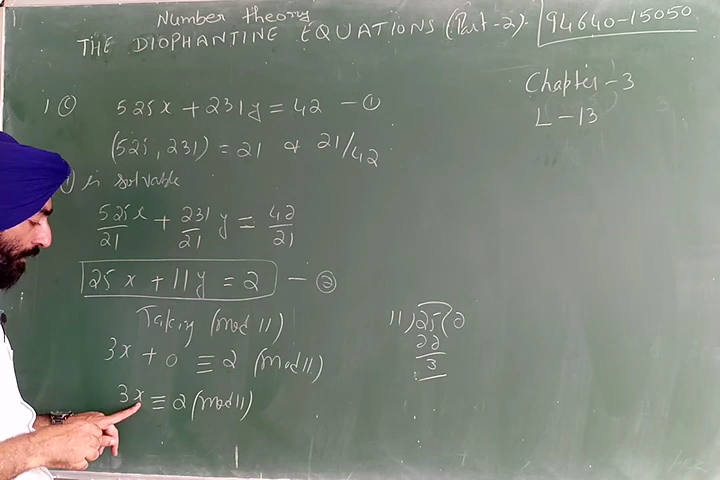 Number theory
THE DIOPHANTINE EQUATIONS (Part-2). 94640-15050
Chapter-3
L-13
1 (c) 525x + 231y = 42 — ①
(525, 231) = 21 & 21/42
① is solvable
525x/21 + 231/21 y = 42/21
25x + 11y = 2 — ②
Taking (mod 11)
3x + 0 ≡ 2 (mod 11)
3x ≡ 2 (mod 11)
11)25(2
22
3